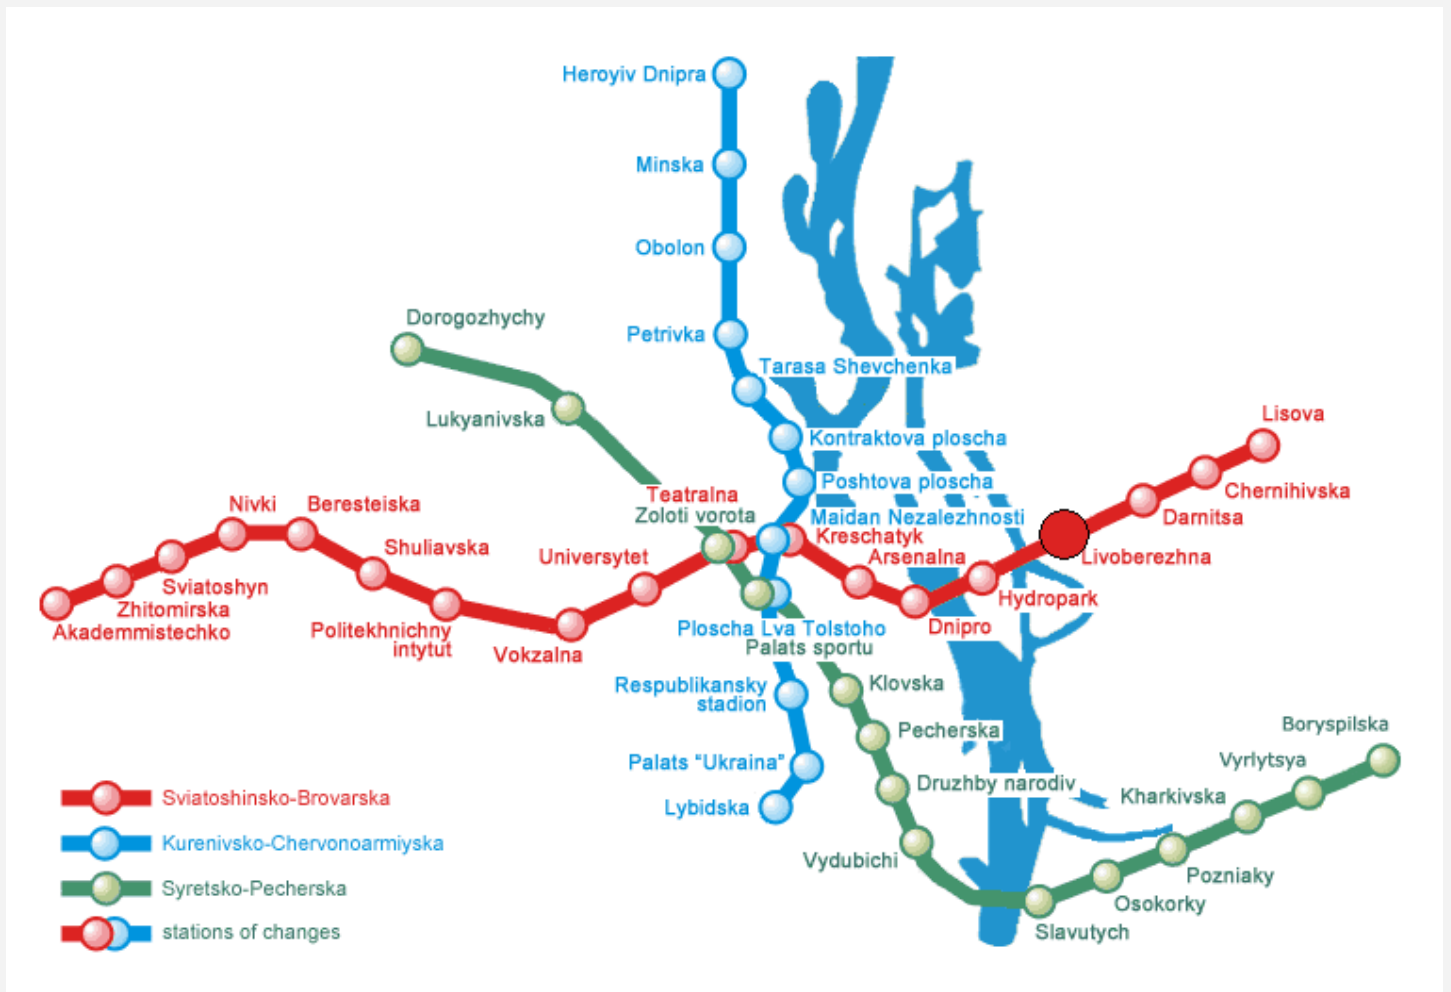 Heroyiv Dnipra
Minska
Obolon
Petrivka
Tarasa Shevchenka
Kontraktova ploscha
Poshtova ploscha
Maidan Nezalezhnosti
Dorogozhychy
Lukyanivska
Teatralna
Zoloti vorota
Kreschatyk
Arsenalna
Dnipro
Hydropark
Livoberezhna
Darnitsa
Chernihivska
Lisova
Nivki
Beresteiska
Shuliavska
Universytet
Sviatoshyn
Zhitomirska
Akademmistechko
Politekhnichny
intytut
Vokzalna
Ploscha Lva Tolstoho
Palats sportu
Respublikansky
stadion
Palats "Ukraina"
Lybidska
Klovska
Pecherska
Druzhby narodiv
Vydubichi
Slavutych
Osokorky
Pozniaky
Kharkivska
Vyrlytsya
Boryspilska
Sviatoshinsko-Brovarska
Kurenivsko-Chervonoarmiyska
Syretsko-Pecherska
stations of changes